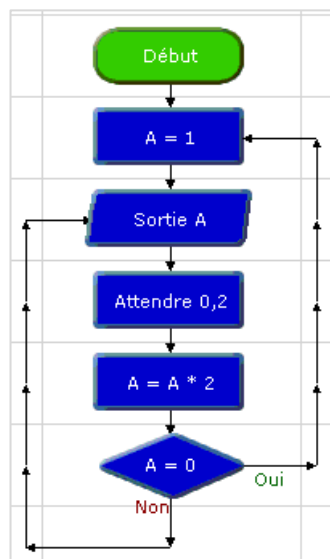 Début
A = 1
Sortie A
Attendre 0,2
A = A * 2
A = 0
Oui
Non